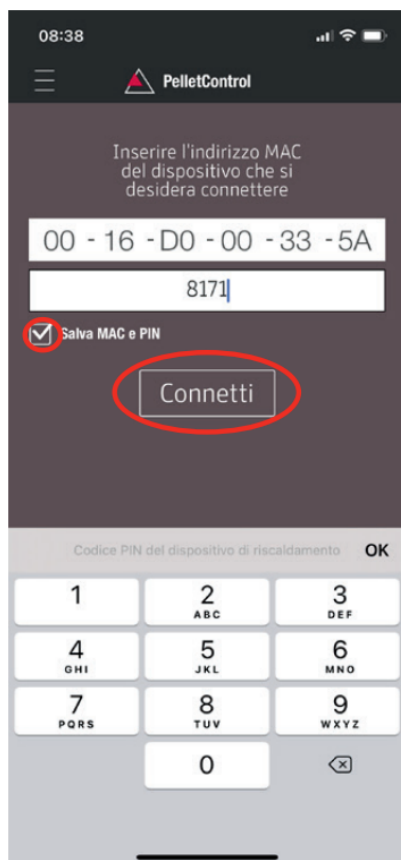 08:38
PelletControl
Inserire l'indirizzo MAC
del dispositivo che si
desidera connettere
00 - 16 - D0 - 00 - 33 - 5A
8171
Salva MAC e PIN
Connetti
Codice PIN del dispositivo di riscaldamento OK
1 2 3
ABC DEF
4 5 6
GHI JKL MNO
7 8 9
PQRS TUV WXYZ
0